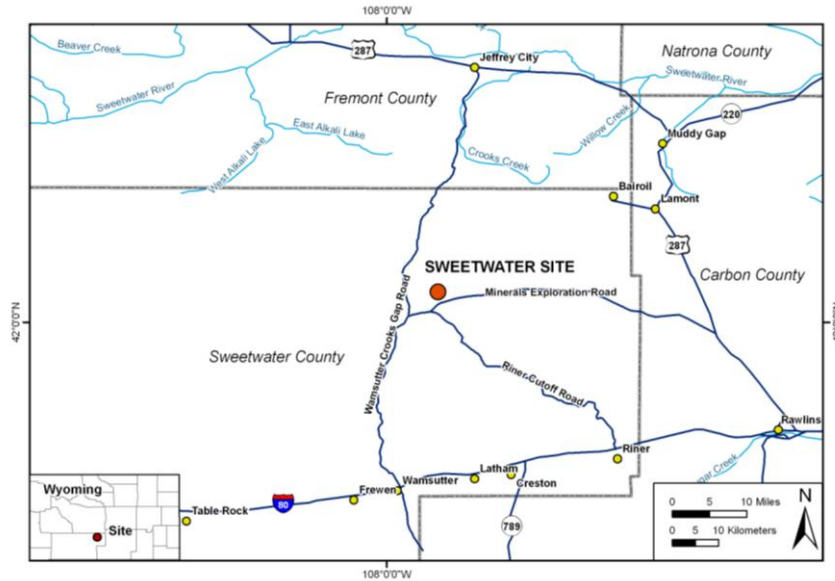 108°0'0"W
Beaver Creek
287
Jeffrey City
Natrona County
Sweetwater River
Sweetwater River
Fremont County
220
East Alkali Lake
Willow Creek
Muddy Gap
Crooks Creek
West Alkali Lake
Bairoil
Lamont
287
SWEETWATER SITE
Carbon County
Minerals Exploration Road
42°0'0"N
Wamsutter Crooks Gap Road
Sweetwater County
Riner Cutoff Road
Rawlins
Riner
Latham
Wamsutter
Creston
Frewen
Table Rock
80
789
Creek
Wyoming
Site
0 5 10 Miles
0 5 10 Kilometers
N
108°0'0"W